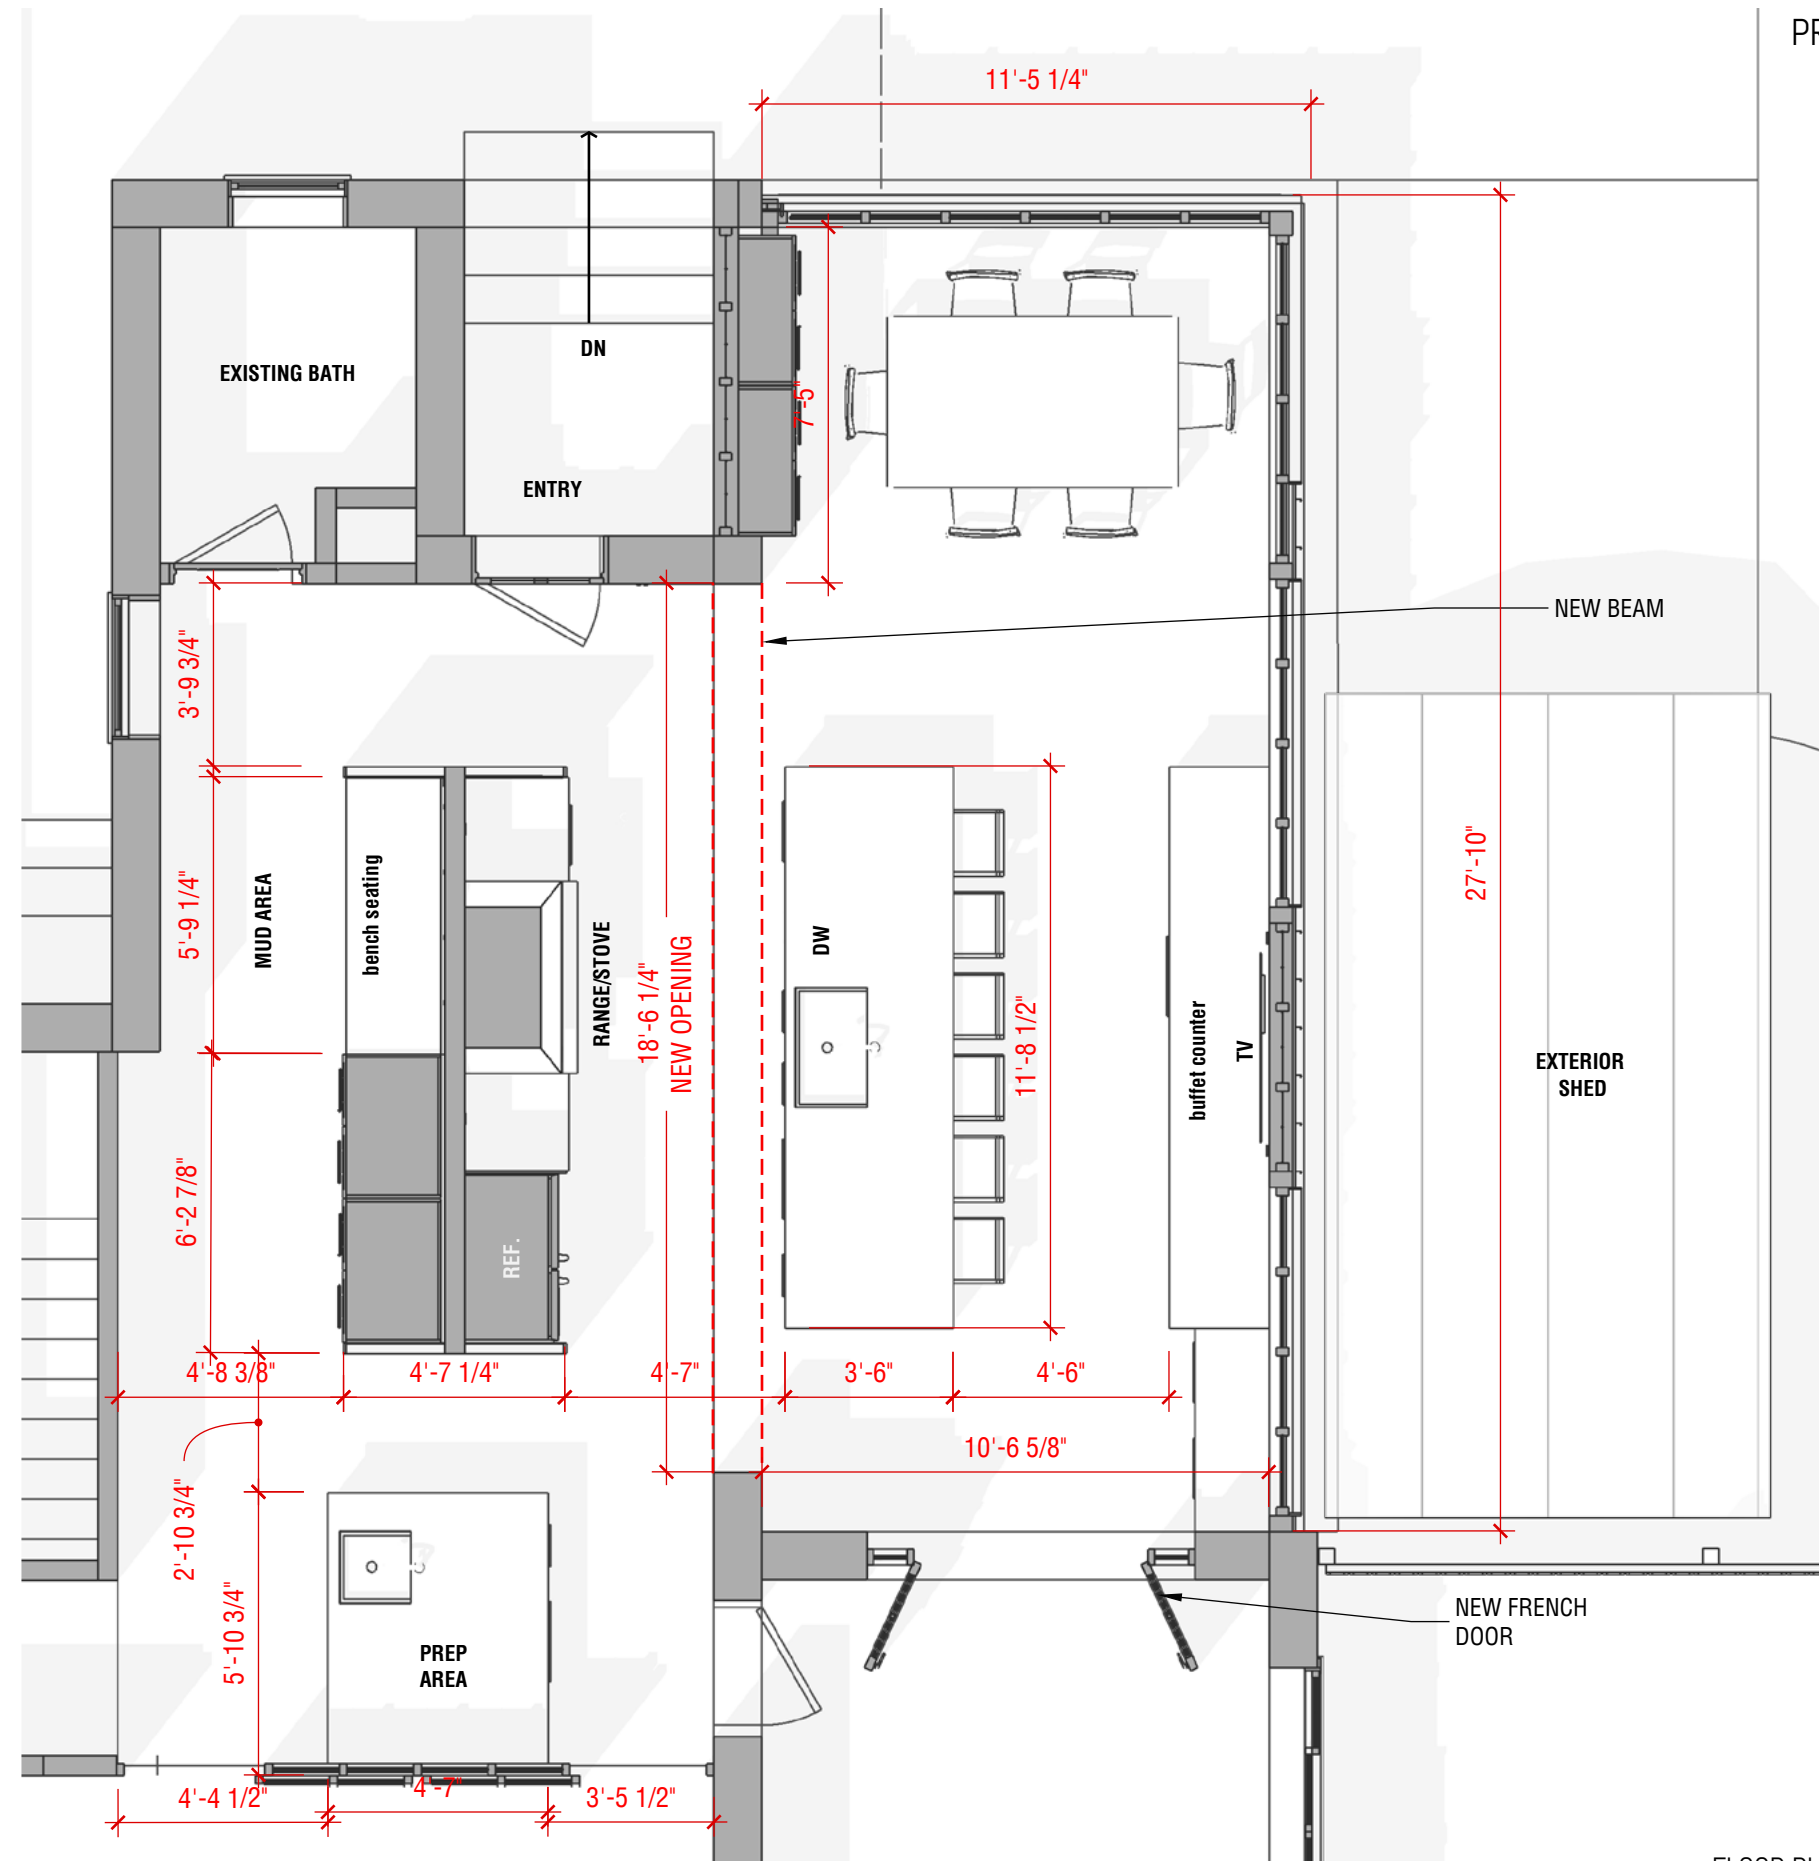 PR
11'-5 1/4"
DN
EXISTING BATH
7'-5"
ENTRY
NEW BEAM
3'-9 3/4"
27'-10"
5'-9 1/4"
MUD AREA
bench seating
RANGE/STOVE
18'-6 1/4"
NEW OPENING
DW
11'-8 1/2"
buffet counter
TV
EXTERIOR
SHED
6'-2 7/8"
REF.
4'-8 3/8"
4'-7 1/4"
4'-7"
3'-6"
4'-6"
10'-6 5/8"
2'-10 3/4"
5'-10 3/4"
PREP
AREA
NEW FRENCH
DOOR
4'-4 1/2"
4'-7"
3'-5 1/2"